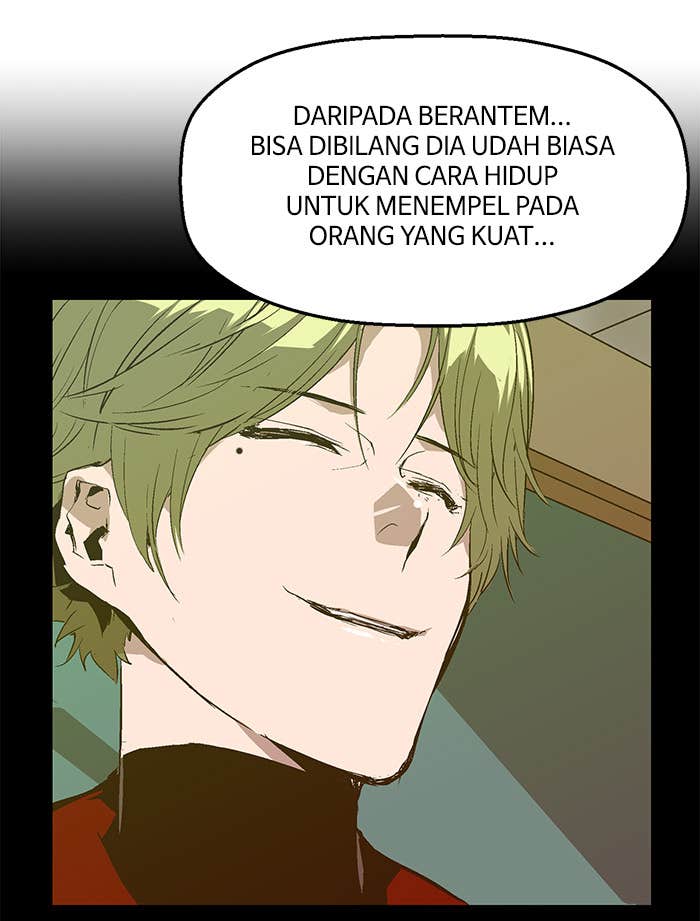 DARIPADA BERANTEM...
BISA DIBILANG DIA UDAH BIASA
DENGAN CARA HIDUP
UNTUK MENEMPEL PADA
ORANG YANG KUAT...